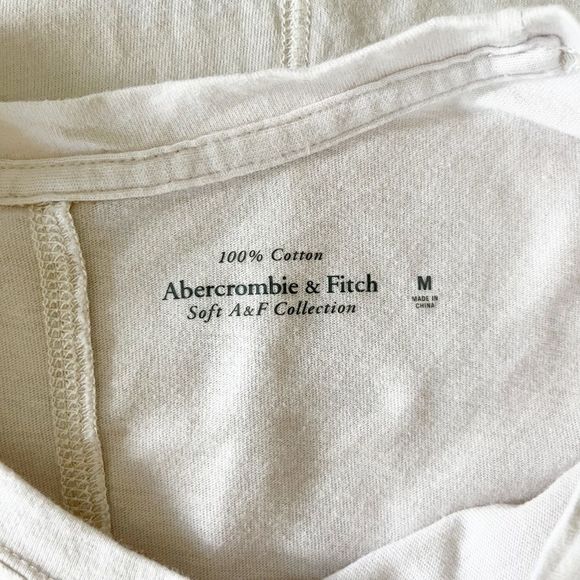 100% Cotton
Abercrombie & Fitch
Soft A&F Collection
M
MADE IN
CHINA